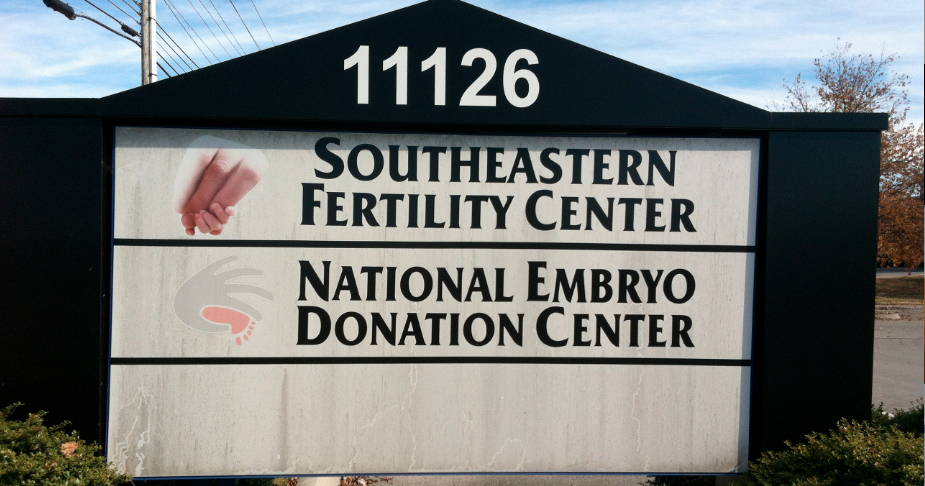 11126
SOUTHEASTERN
FERTILITY CENTER
NATIONAL EMBRYO
DONATION CENTER